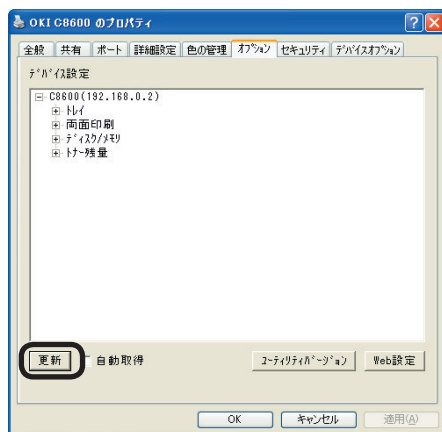 OKI C8600 のプロパティ
全般 共有 ポート 詳細設定 色の管理 ｵﾌﾟｼｮﾝ セキュリティ ﾃﾞﾊﾞｲｽｵﾌﾟｼｮﾝ
ﾃﾞﾊﾞｲｽ設定
C8600(192.168.0.2)
ﾄﾚｲ
両面印刷
ﾃﾞｨｽｸ/ﾒﾓﾘ
ﾄﾅｰ残量
更新 自動取得 ﾕｰﾃｨﾘﾃｨﾊﾞｰｼﾞｮﾝ Web設定
OK キャンセル 適用(A)